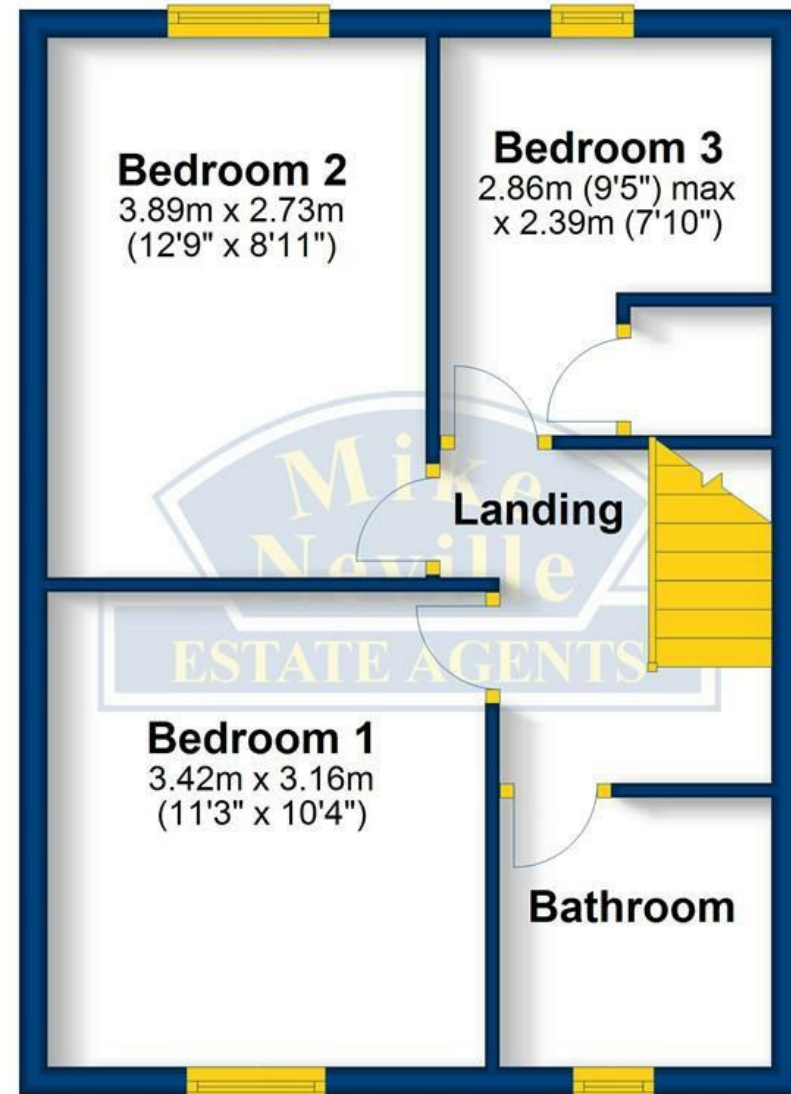 Bedroom 2
3.89m x 2.73m
(12'9" x 8'11")
Bedroom 3
2.86m (9'5") max
x 2.39m (7'10")
Landing
Mike
Neville
ESTATE AGENTS
Bedroom 1
3.42m x 3.16m
(11'3" x 10'4")
Bathroom